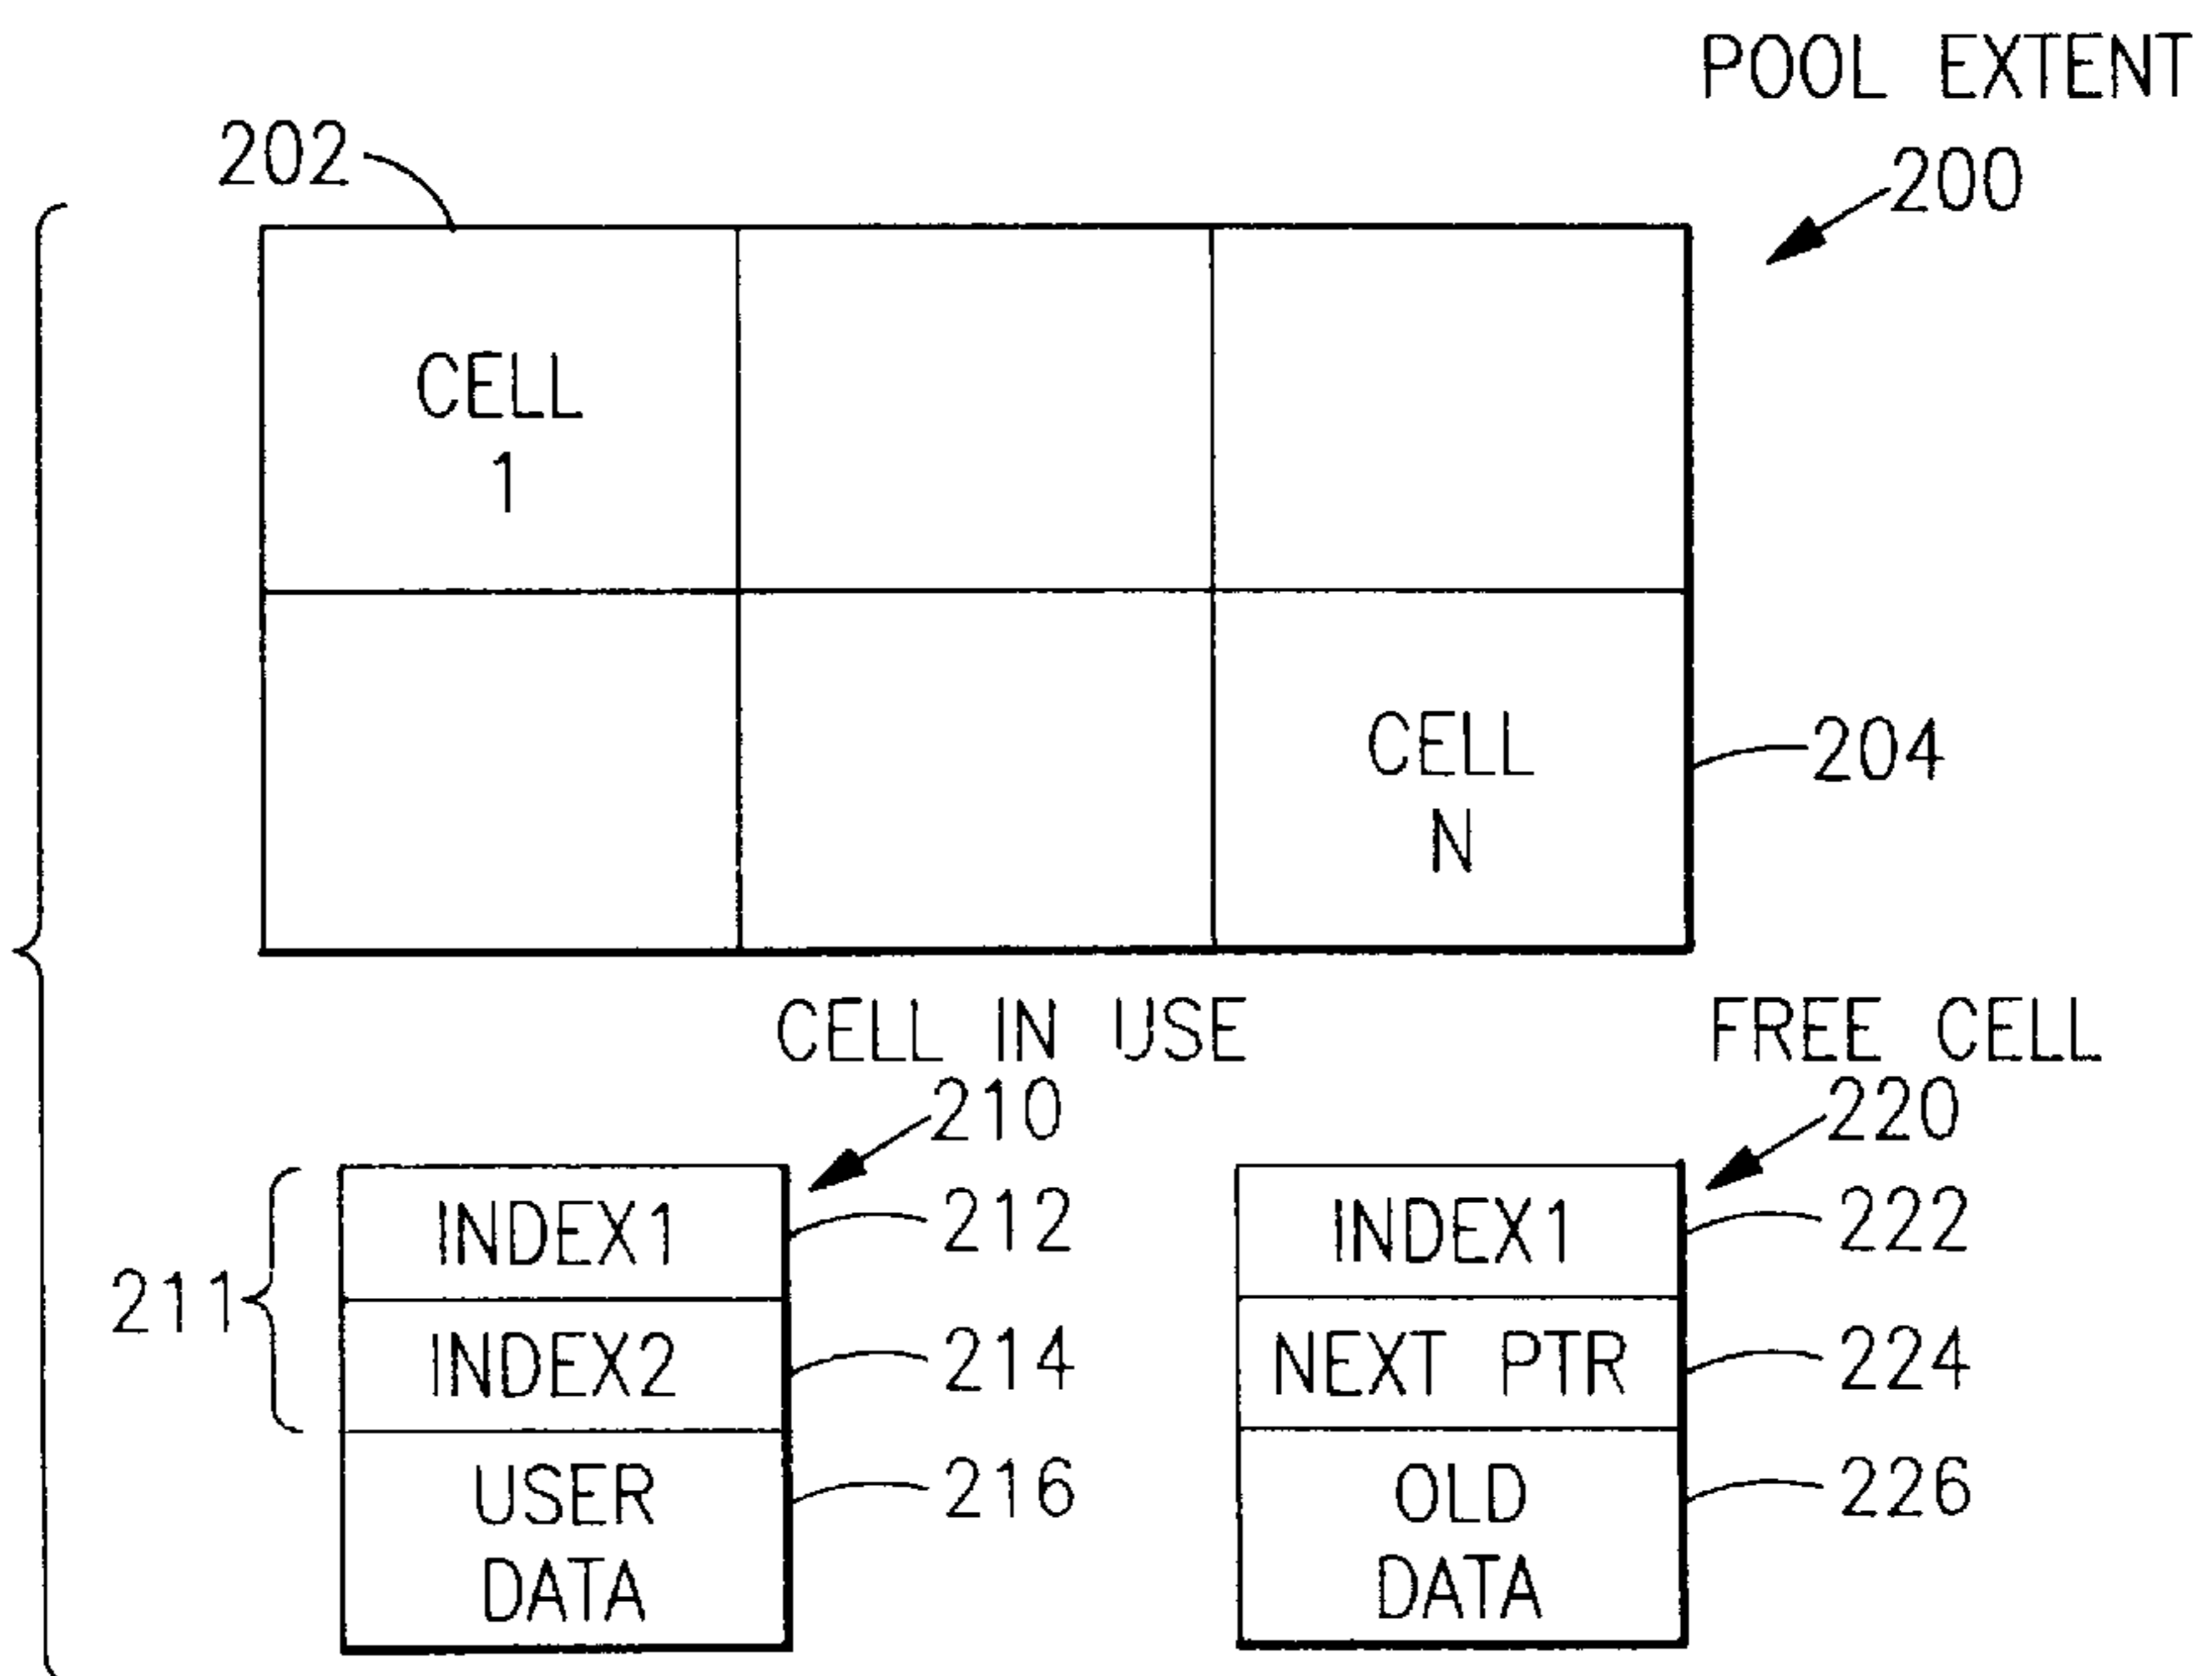 POOL EXTENT
200
202
CELL
1
CELL
N
204
CELL IN USE
210
FREE CELL
220
211
INDEX1
212
INDEX2
214
USER
DATA
216
INDEX1
222
NEXT PTR
224
OLD
DATA
226